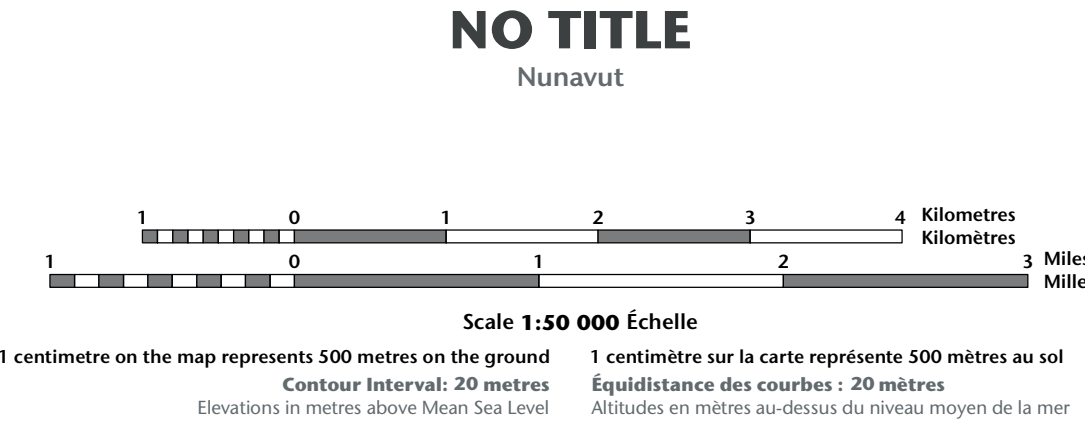 NO TITLE
Nunavut
1 0 1 2 3 4 Kilometres
Kilomètres
1 0 1 2 3 Miles
Mille
Scale 1:50 000 Échelle
1 centimetre on the map represents 500 metres on the ground
Contour Interval: 20 metres
Elevations in metres above Mean Sea Level
1 centimètre sur la carte représente 500 mètres au sol
Équidistance des courbes : 20 mètres
Altitudes en mètres au-dessus du niveau moyen de la mer